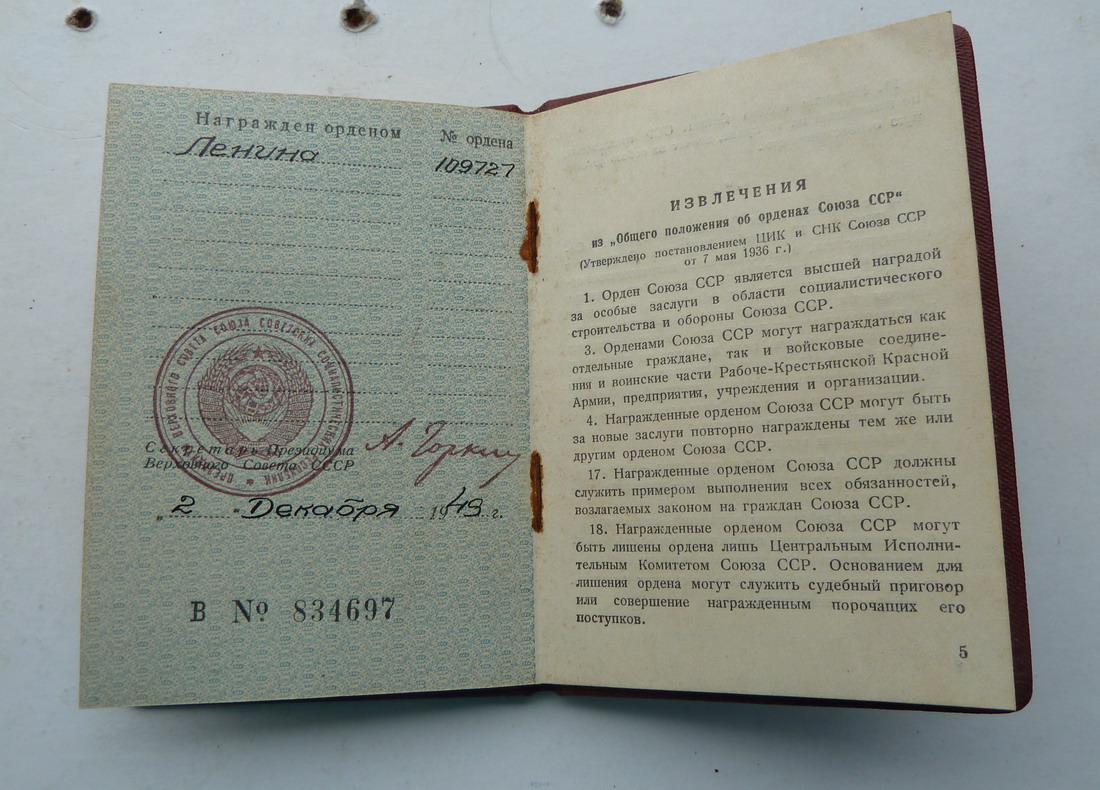 Награжден орденом
№ ордена
Ленина
109727
ПРЕЗИДИУМ ВЕРХОВНОГО СОВЕТА СОЮЗА СОВЕТСКИХ СОЦИАЛИСТИЧЕСКИХ
Секретарь Президиума
Верховного Совета СССР
А. Горкин
„2 “ Декабря 1949 г.
В № 834697
ИЗВЛЕЧЕНИЯ
из „Общего положения об орденах Союза ССР“
(Утверждено постановлением ЦИК и СНК Союза ССР
от 7 мая 1936 г.)
1. Орден Союза ССР является высшей наградой
за особые заслуги в области социалистического
строительства и обороны Союза ССР.
3. Орденами Союза ССР могут награждаться как
отдельные граждане, так и войсковые соедине-
ния и воинские части Рабоче-Крестьянской Красной
Армии, предприятия, учреждения и организации.
4. Награжденные орденом Союза ССР могут быть
за новые заслуги повторно награждены тем же или
другим орденом Союза ССР.
17. Награжденные орденом Союза ССР должны
служить примером выполнения всех обязанностей,
возлагаемых законом на граждан Союза ССР.
18. Награжденные орденом Союза ССР могут
быть лишены ордена лишь Центральным Исполни-
тельным Комитетом Союза ССР. Основанием для
лишения ордена могут служить судебный приговор
или совершение награжденным порочащих его
поступков.
5